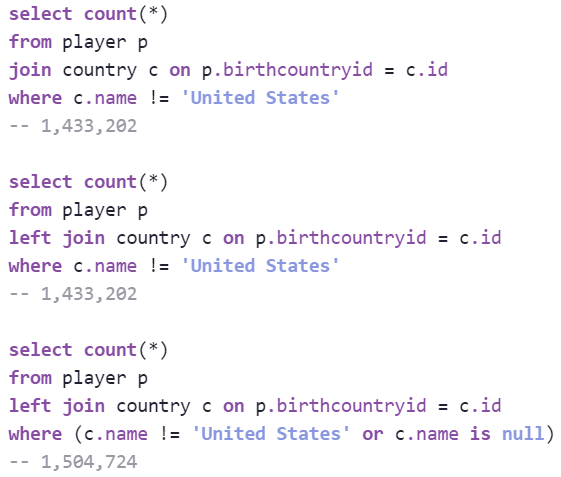 select count(*)
from player p
join country c on p.birthcountryid = c.id
where c.name != 'United States'
-- 1,433,202

select count(*)
from player p
left join country c on p.birthcountryid = c.id
where c.name != 'United States'
-- 1,433,202

select count(*)
from player p
left join country c on p.birthcountryid = c.id
where (c.name != 'United States' or c.name is null)
-- 1,504,724